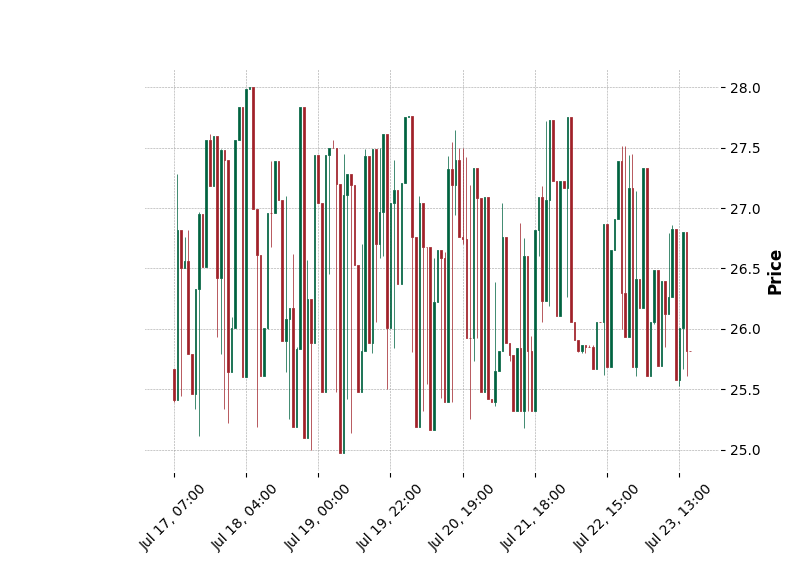 28.0
27.5
27.0
26.5
26.0
25.5
25.0
Price
Jul 17, 07:00
Jul 18, 04:00
Jul 19, 00:00
Jul 19, 22:00
Jul 20, 19:00
Jul 21, 18:00
Jul 22, 15:00
Jul 23, 13:00